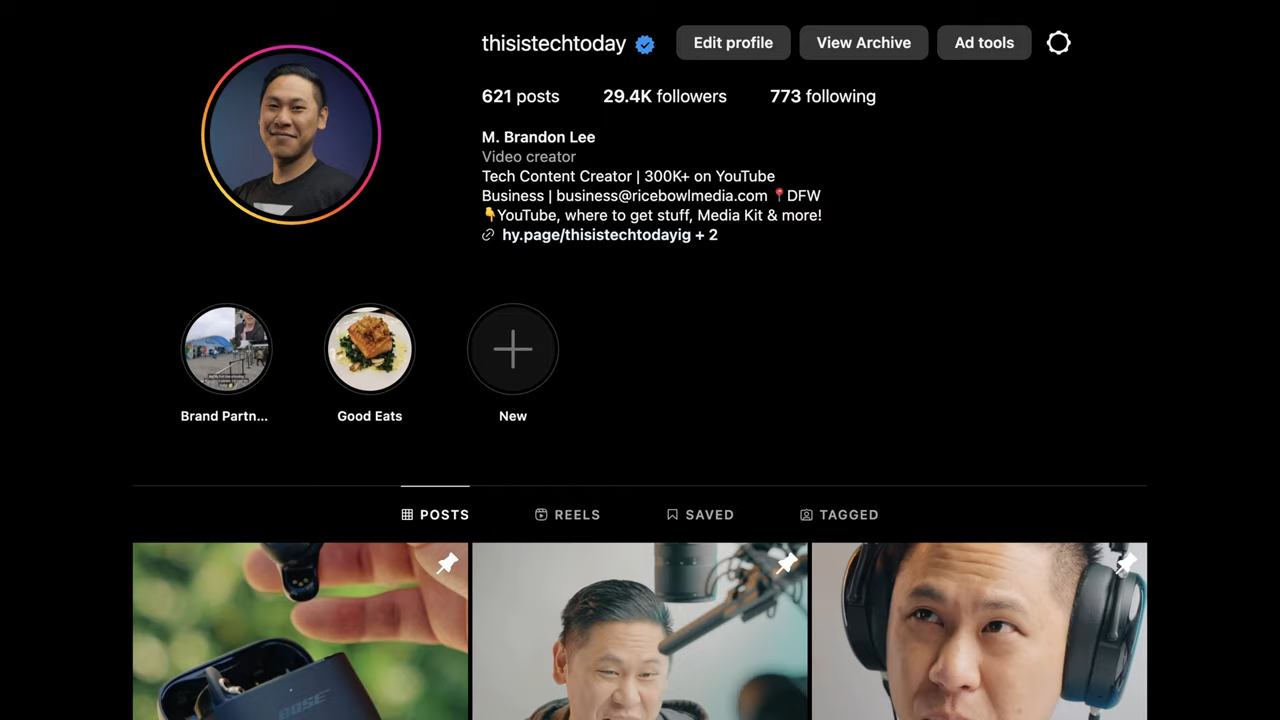 thisistechtoday
Edit profile
View Archive
Ad tools
621 posts
29.4K followers
773 following
M. Brandon Lee
Video creator
Tech Content Creator | 300K+ on YouTube
Business | business@ricebowlmedia.com 📍DFW
👇YouTube, where to get stuff, Media Kit & more!
hy.page/thisistechtodayig + 2
Brand Partn...
Good Eats
New
POSTS
REELS
SAVED
TAGGED
BOSE